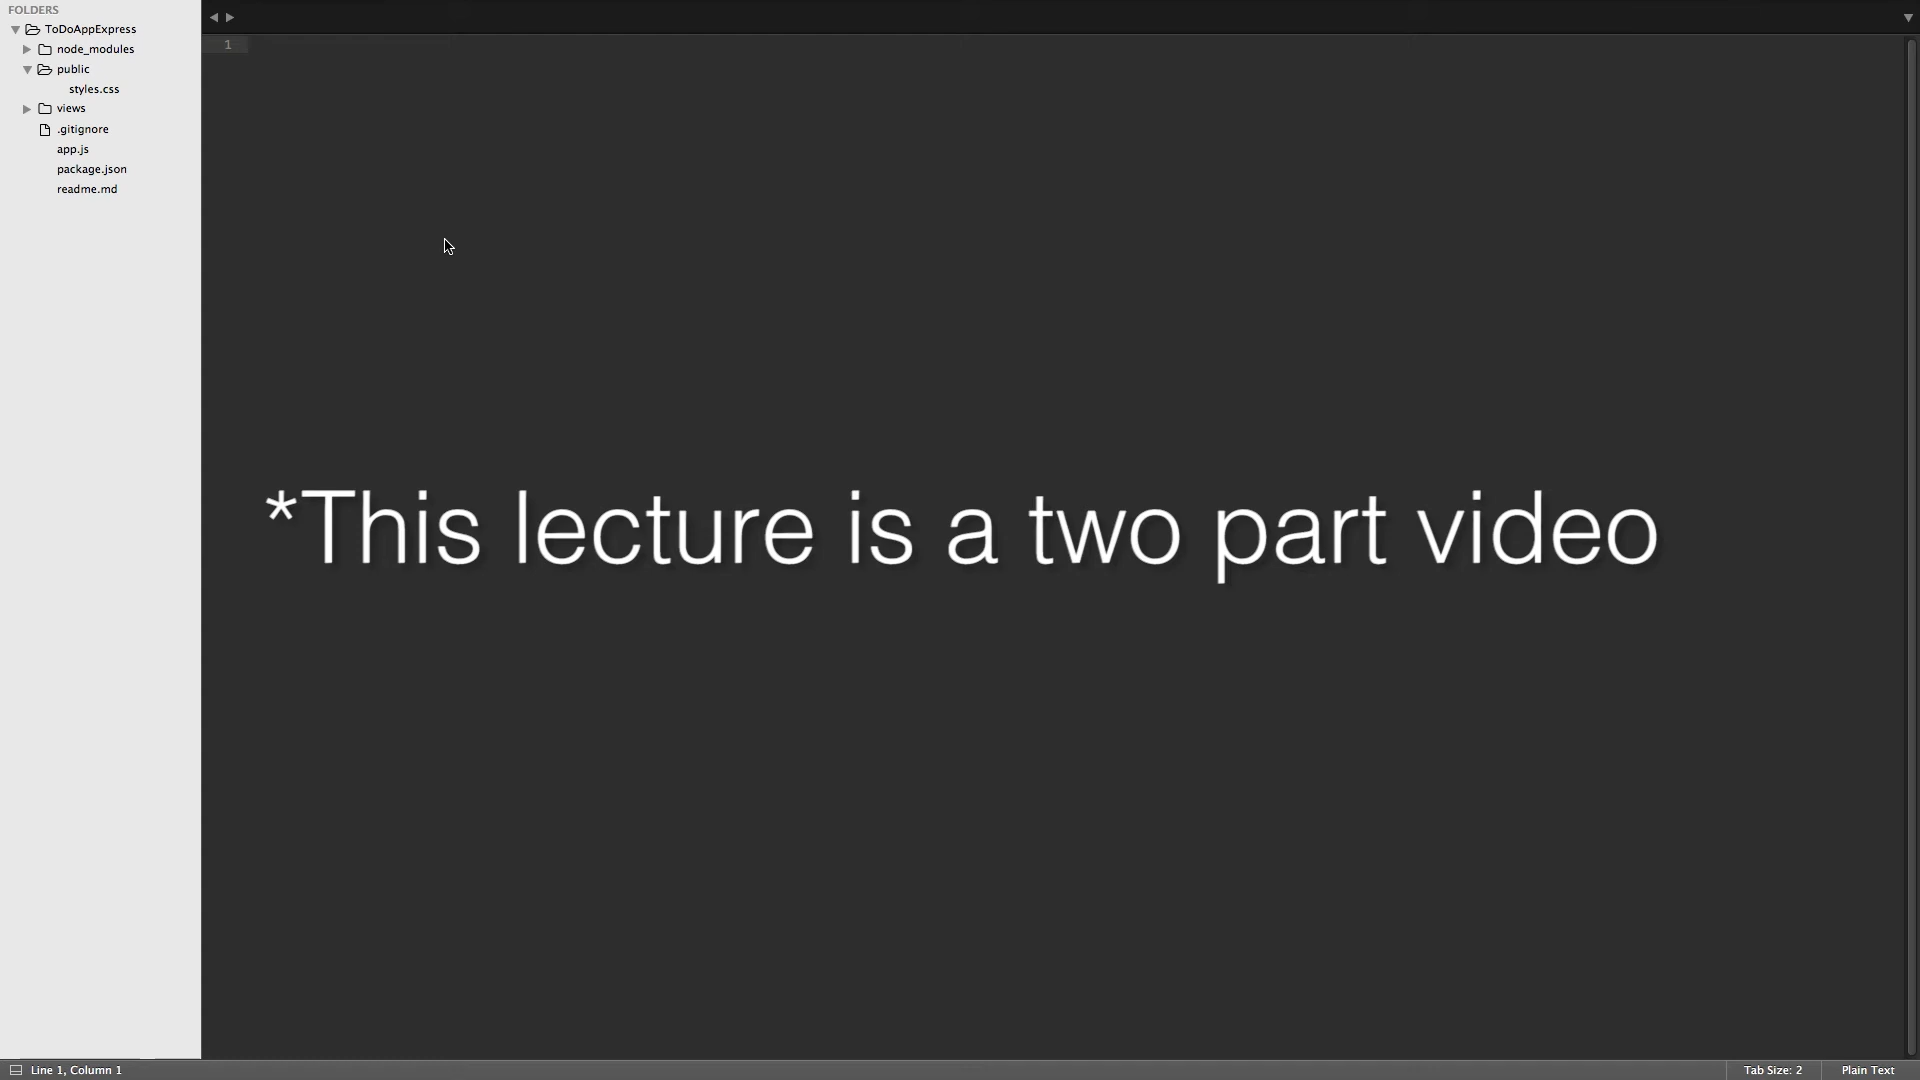 FOLDERS
ToDoAppExpress
node_modules
public
styles.css
views
.gitignore
app.js
package.json
readme.md
1
*This lecture is a two part video
Line 1, Column 1
Tab Size: 2
Plain Text